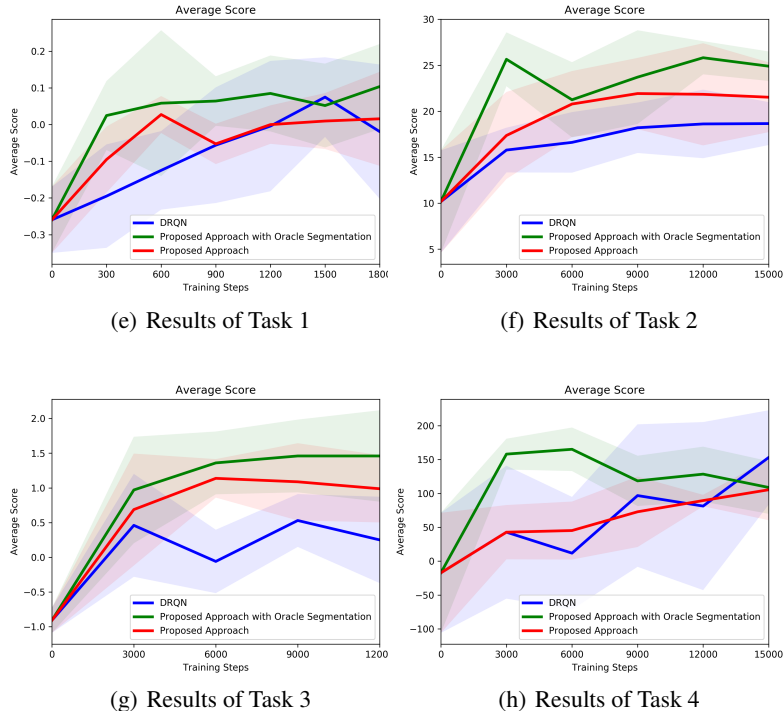 Average Score
0.2
0.1
0.0
−0.1
−0.2
−0.3
Average Score
DRQN
Proposed Approach with Oracle Segmentation
Proposed Approach
0 300 600 900 1200 1500 1800
Training Steps
(e) Results of Task 1
Average Score
30
25
20
15
10
5
Average Score
DRQN
Proposed Approach with Oracle Segmentation
Proposed Approach
0 3000 6000 9000 12000 15000
Training Steps
(f) Results of Task 2
Average Score
2.0
1.5
1.0
0.5
0.0
−0.5
−1.0
Average Score
DRQN
Proposed Approach with Oracle Segmentation
Proposed Approach
0 3000 6000 9000 1200
Training Steps
(g) Results of Task 3
Average Score
200
150
100
50
0
−50
−100
Average Score
DRQN
Proposed Approach with Oracle Segmentation
Proposed Approach
0 3000 6000 9000 12000 15000
Training Steps
(h) Results of Task 4